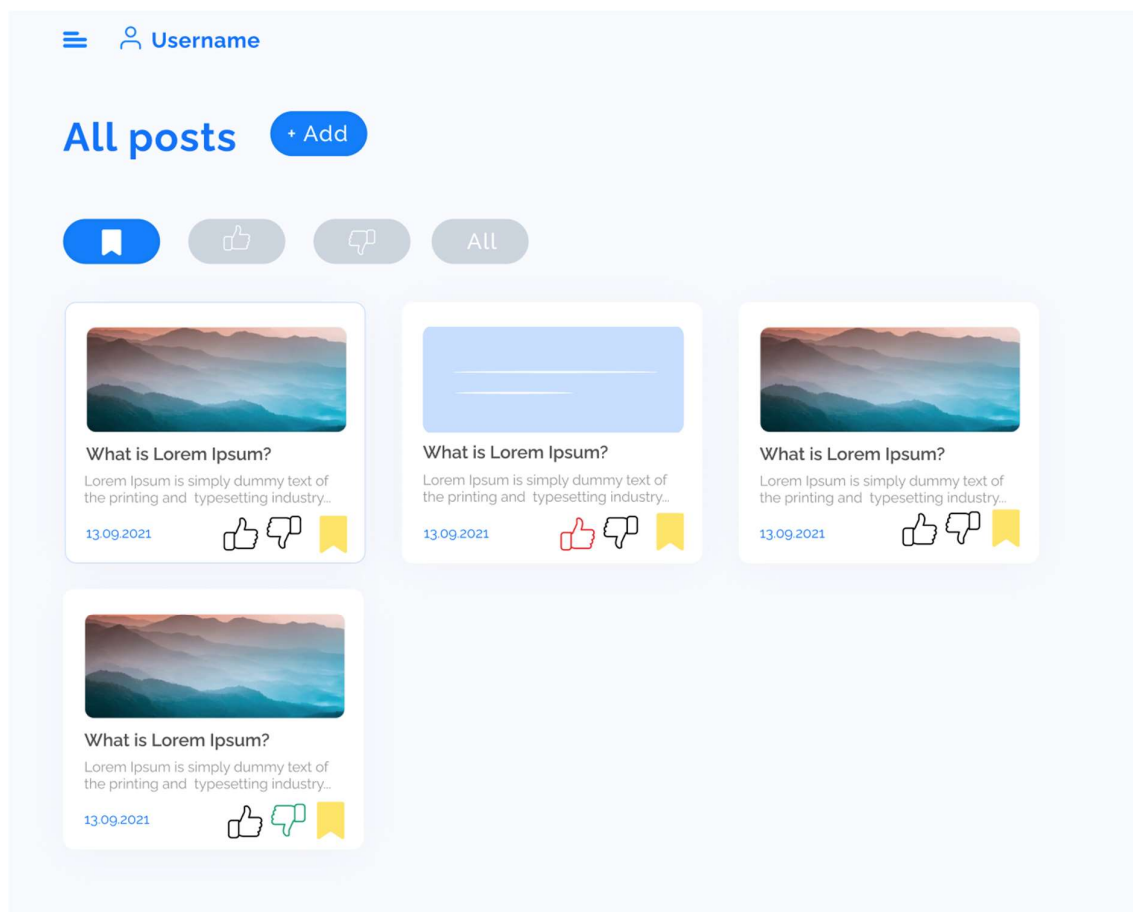 Username
All posts
+ Add
All
What is Lorem Ipsum?
Lorem Ipsum is simply dummy text of
the printing and typesetting industry...
13.09.2021
What is Lorem Ipsum?
Lorem Ipsum is simply dummy text of
the printing and typesetting industry...
13.09.2021
What is Lorem Ipsum?
Lorem Ipsum is simply dummy text of
the printing and typesetting industry...
13.09.2021
What is Lorem Ipsum?
Lorem Ipsum is simply dummy text of
the printing and typesetting industry...
13.09.2021